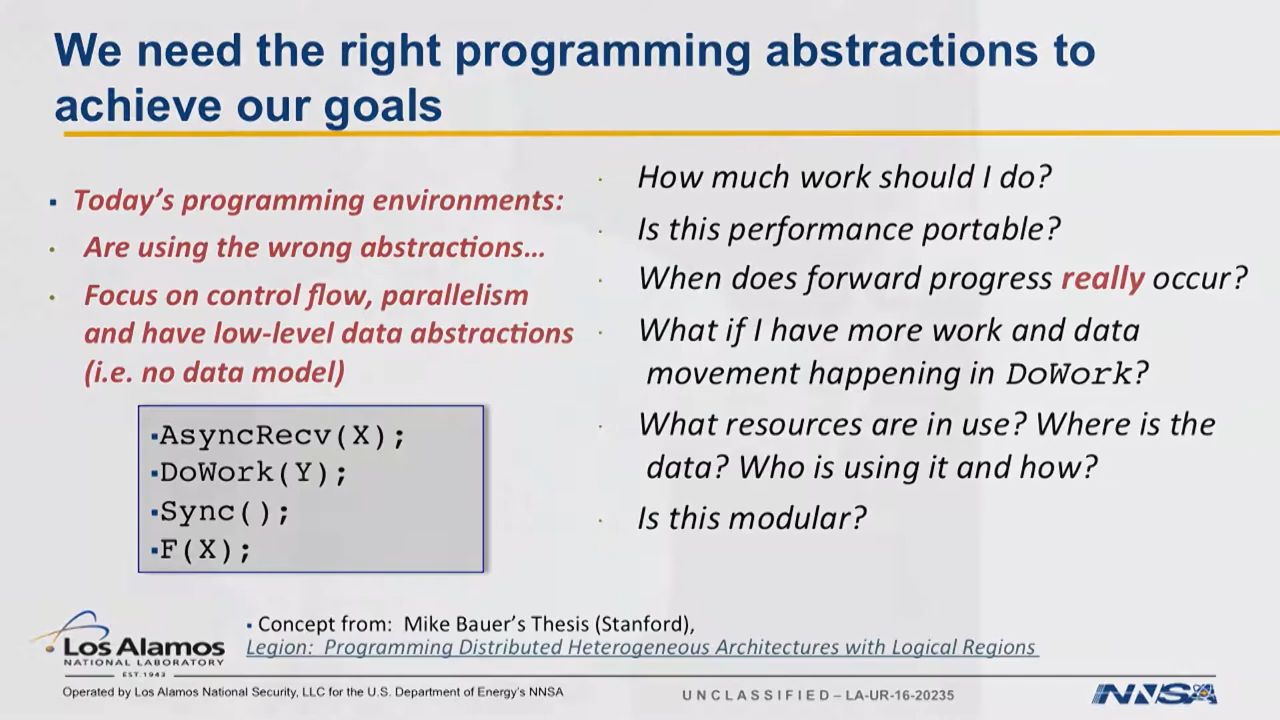 We need the right programming abstractions to
achieve our goals
Today's programming environments:
Are using the wrong abstractions…
Focus on control flow, parallelism
and have low-level data abstractions
(i.e. no data model)
AsyncRecv(X);
DoWork(Y);
Sync();
F(X);
How much work should I do?
Is this performance portable?
When does forward progress really occur?
What if I have more work and data
movement happening in DoWork?
What resources are in use? Where is the
data? Who is using it and how?
Is this modular?
Concept from: Mike Bauer's Thesis (Stanford),
Legion: Programming Distributed Heterogeneous Architectures with Logical Regions
Los Alamos
NATIONAL LABORATORY
EST. 1943
Operated by Los Alamos National Security, LLC for the U.S. Department of Energy's NNSA
UNCLASSIFIED – LA-UR-16-20235
NNSA